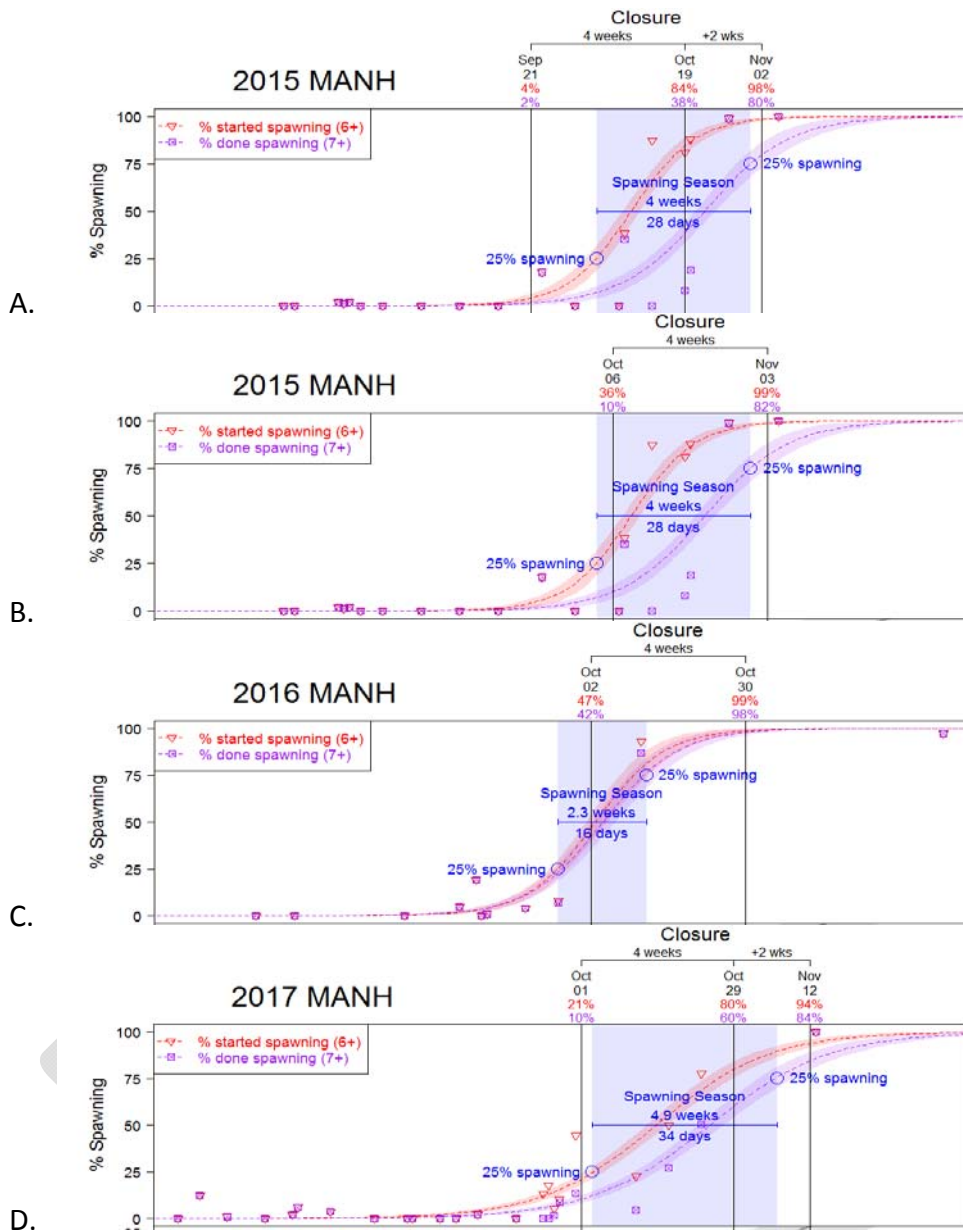 Closure
4 weeks +2 wks
Sep Oct Nov
21 19 02
4% 84% 98%
2% 38% 80%
2015 MANH
100
75
50
25
0
% Spawning
% started spawning (6+)
% done spawning (7+)
25% spawning
Spawning Season
4 weeks
28 days
25% spawning
A.
Closure
4 weeks
Oct Nov
06 03
36% 99%
10% 82%
2015 MANH
100
75
50
25
0
% Spawning
% started spawning (6+)
% done spawning (7+)
25% spawning
Spawning Season
4 weeks
28 days
25% spawning
B.
Closure
4 weeks
Oct Oct
02 30
47% 99%
42% 98%
2016 MANH
100
75
50
25
0
% Spawning
% started spawning (6+)
% done spawning (7+)
25% spawning
Spawning Season
2.3 weeks
16 days
25% spawning
C.
Closure
4 weeks +2 wks
Oct Oct Nov
01 29 12
21% 80% 94%
10% 60% 84%
2017 MANH
100
75
50
25
0
% Spawning
% started spawning (6+)
% done spawning (7+)
25% spawning
Spawning Season
4.9 weeks
34 days
25% spawning
D.